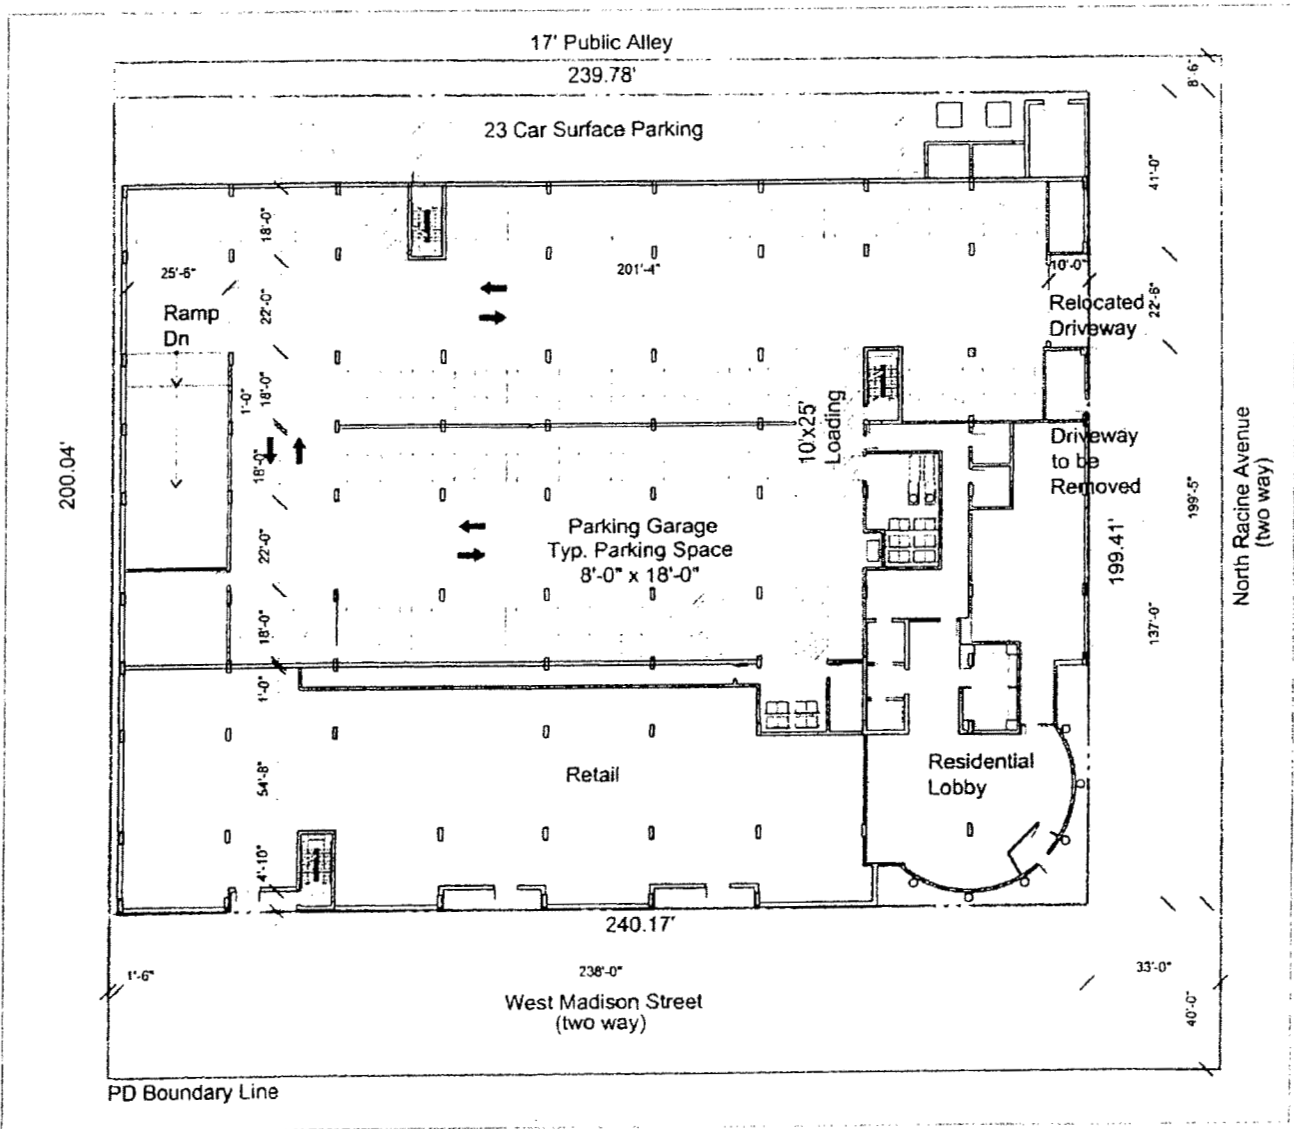 17' Public Alley
239.78'
8'-6"
23 Car Surface Parking
41'-0"
18'-0"
25'-6"
201'-4"
10'-0"
Ramp
Dn
22'-0"
Relocated
Driveway
22'-6"
1'-0"
18'-0"
10'x25'
Loading
Driveway
to be
Removed
200.04'
18'-0"
199'-5"
North Racine Avenue
(two way)
Parking Garage
Typ. Parking Space
8'-0" x 18'-0"
22'-0"
199.41'
18'-0"
137'-0"
1'-0"
Retail
54'-8"
Residential
Lobby
4'-10"
240.17'
1'-6"
238'-0"
33'-0"
West Madison Street
(two way)
40'-0"
PD Boundary Line